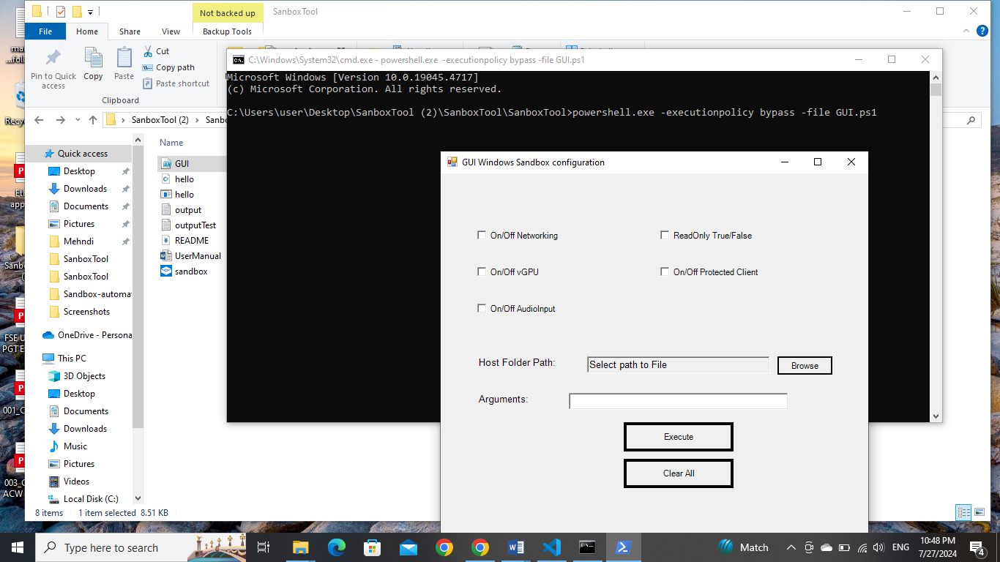 Not backed up
SanboxTool
File
Home
Share
View
Backup Tools
Pin to Quick
access
Copy
Paste
Cut
Copy path
Paste shortcut
Clipboard
SanboxTool (2)
C:\Windows\System32\cmd.exe - powershell.exe -executionpolicy bypass -file GUI.ps1
Microsoft Windows [Version 10.0.19045.4717]
(c) Microsoft Corporation. All rights reserved.
C:\Users\user\Desktop\SanboxTool (2)\SanboxTool\SanboxTool>powershell.exe -executionpolicy bypass -file GUI.ps1
Quick access
Desktop
Downloads
Documents
Pictures
Mehndi
SanboxTool
SanboxTool
Sandbox-automa
Screenshots
OneDrive - Persona
This PC
3D Objects
Desktop
Documents
Downloads
Music
Pictures
Videos
Local Disk (C:)
Name
GUI
hello
hello
output
outputTest
README
UserManual
sandbox
8 items
1 item selected 8.51 KB
GUI Windows Sandbox configuration
On/Off Networking
ReadOnly True/False
On/Off vGPU
On/Off Protected Client
On/Off AudioInput
Host Folder Path:
Select path to File
Browse
Arguments:
Execute
Clear All
Type here to search
Match
ENG
10:48 PM
7/27/2024
4